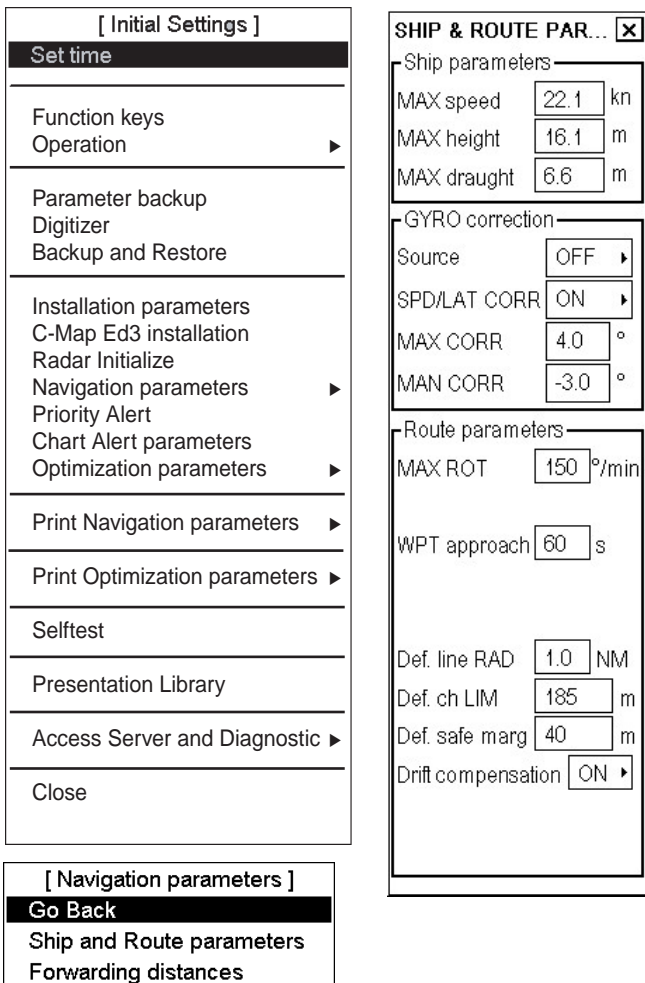 [ Initial Settings ]
Set time
Function keys
Operation ▶
Parameter backup
Digitizer
Backup and Restore
Installation parameters
C-Map Ed3 installation
Radar Initialize
Navigation parameters ▶
Priority Alert
Chart Alert parameters
Optimization parameters ▶
Print Navigation parameters ▶
Print Optimization parameters ▶
Selftest
Presentation Library
Access Server and Diagnostic ▶
Close
[ Navigation parameters ]
Go Back
Ship and Route parameters
Forwarding distances
SHIP & ROUTE PAR... X
Ship parameters
MAX speed 22.1 kn
MAX height 16.1 m
MAX draught 6.6 m
GYRO correction
Source OFF ▶
SPD/LAT CORR ON ▶
MAX CORR 4.0 °
MAN CORR -3.0 °
Route parameters
MAX ROT 150 °/min
WPT approach 60 s
Def. line RAD 1.0 NM
Def. ch LIM 185 m
Def. safe marg 40 m
Drift compensation ON ▶